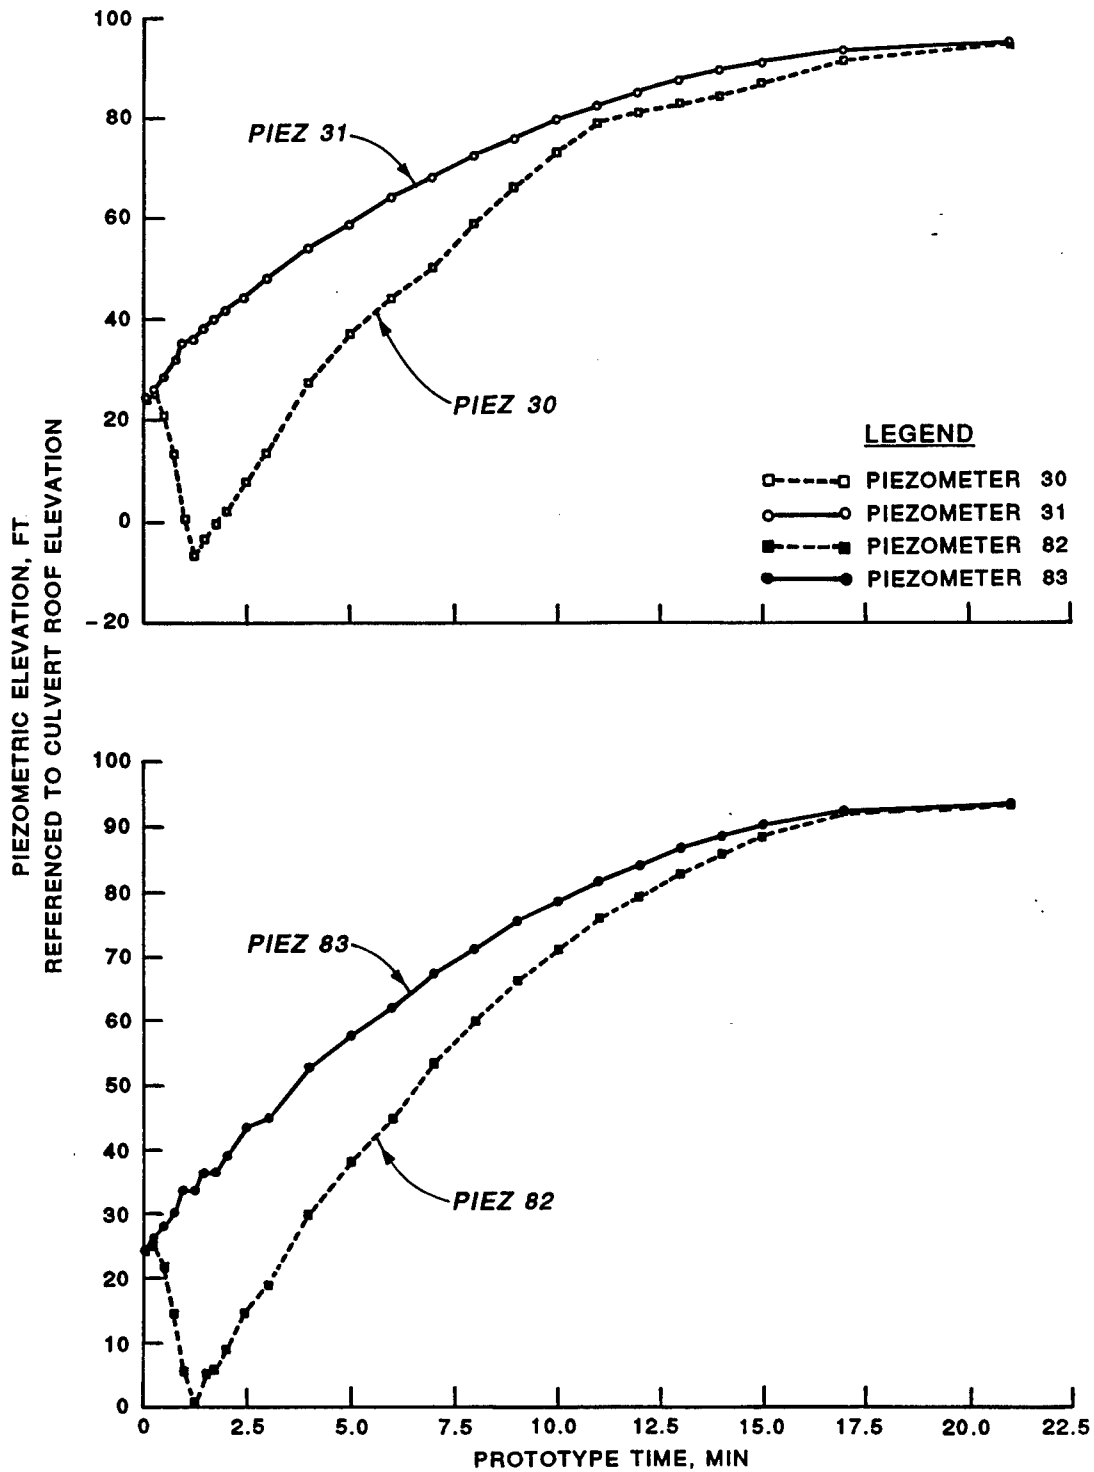 PIEZOMETRIC ELEVATION, FT
REFERENCED TO CULVERT ROOF ELEVATION
100
80
60
40
20
0
-20
PIEZ 31
PIEZ 30
LEGEND
PIEZOMETER 30
PIEZOMETER 31
PIEZOMETER 82
PIEZOMETER 83
100
90
80
70
60
50
40
30
20
10
0
PIEZ 83
PIEZ 82
0 2.5 5.0 7.5 10.0 12.5 15.0 17.5 20.0 22.5
PROTOTYPE TIME, MIN